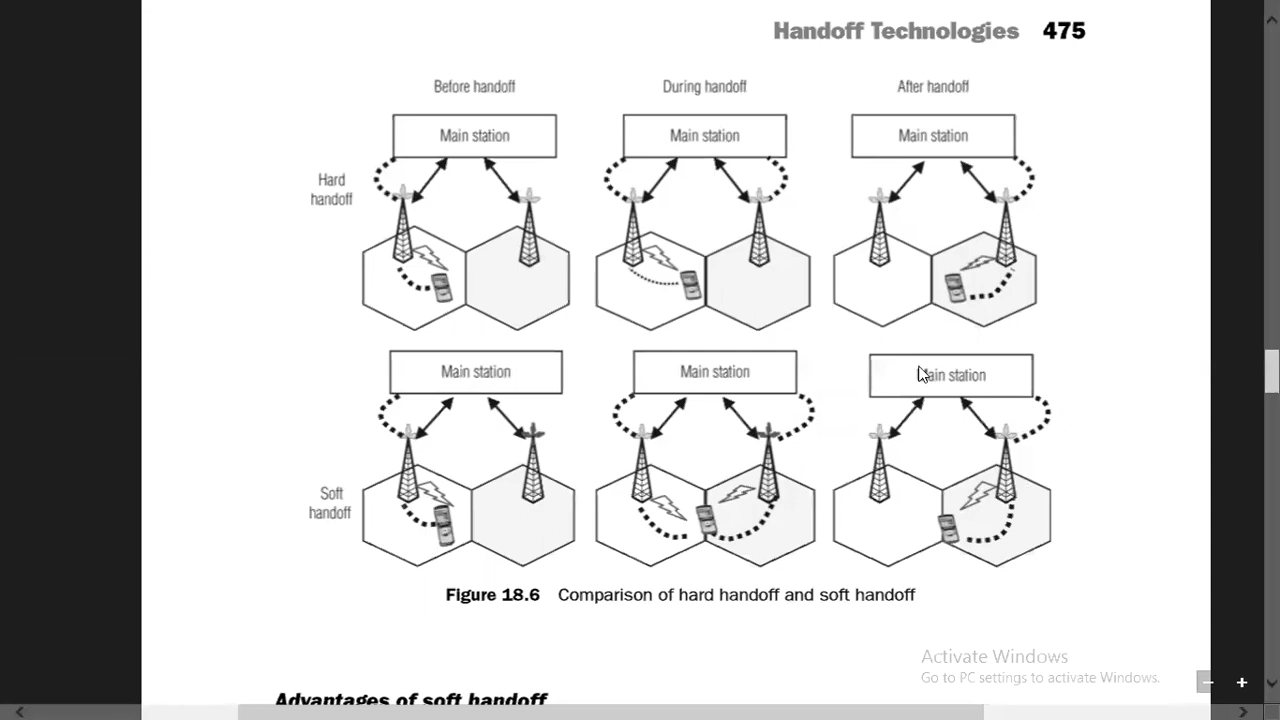 Handoff Technologies 475
Before handoff During handoff After handoff
Main station Main station Main station
Hard
handoff
Main station Main station Main station
Soft
handoff
Figure 18.6 Comparison of hard handoff and soft handoff
Activate Windows
Go to PC settings to activate Windows.
Advantages of soft handoff